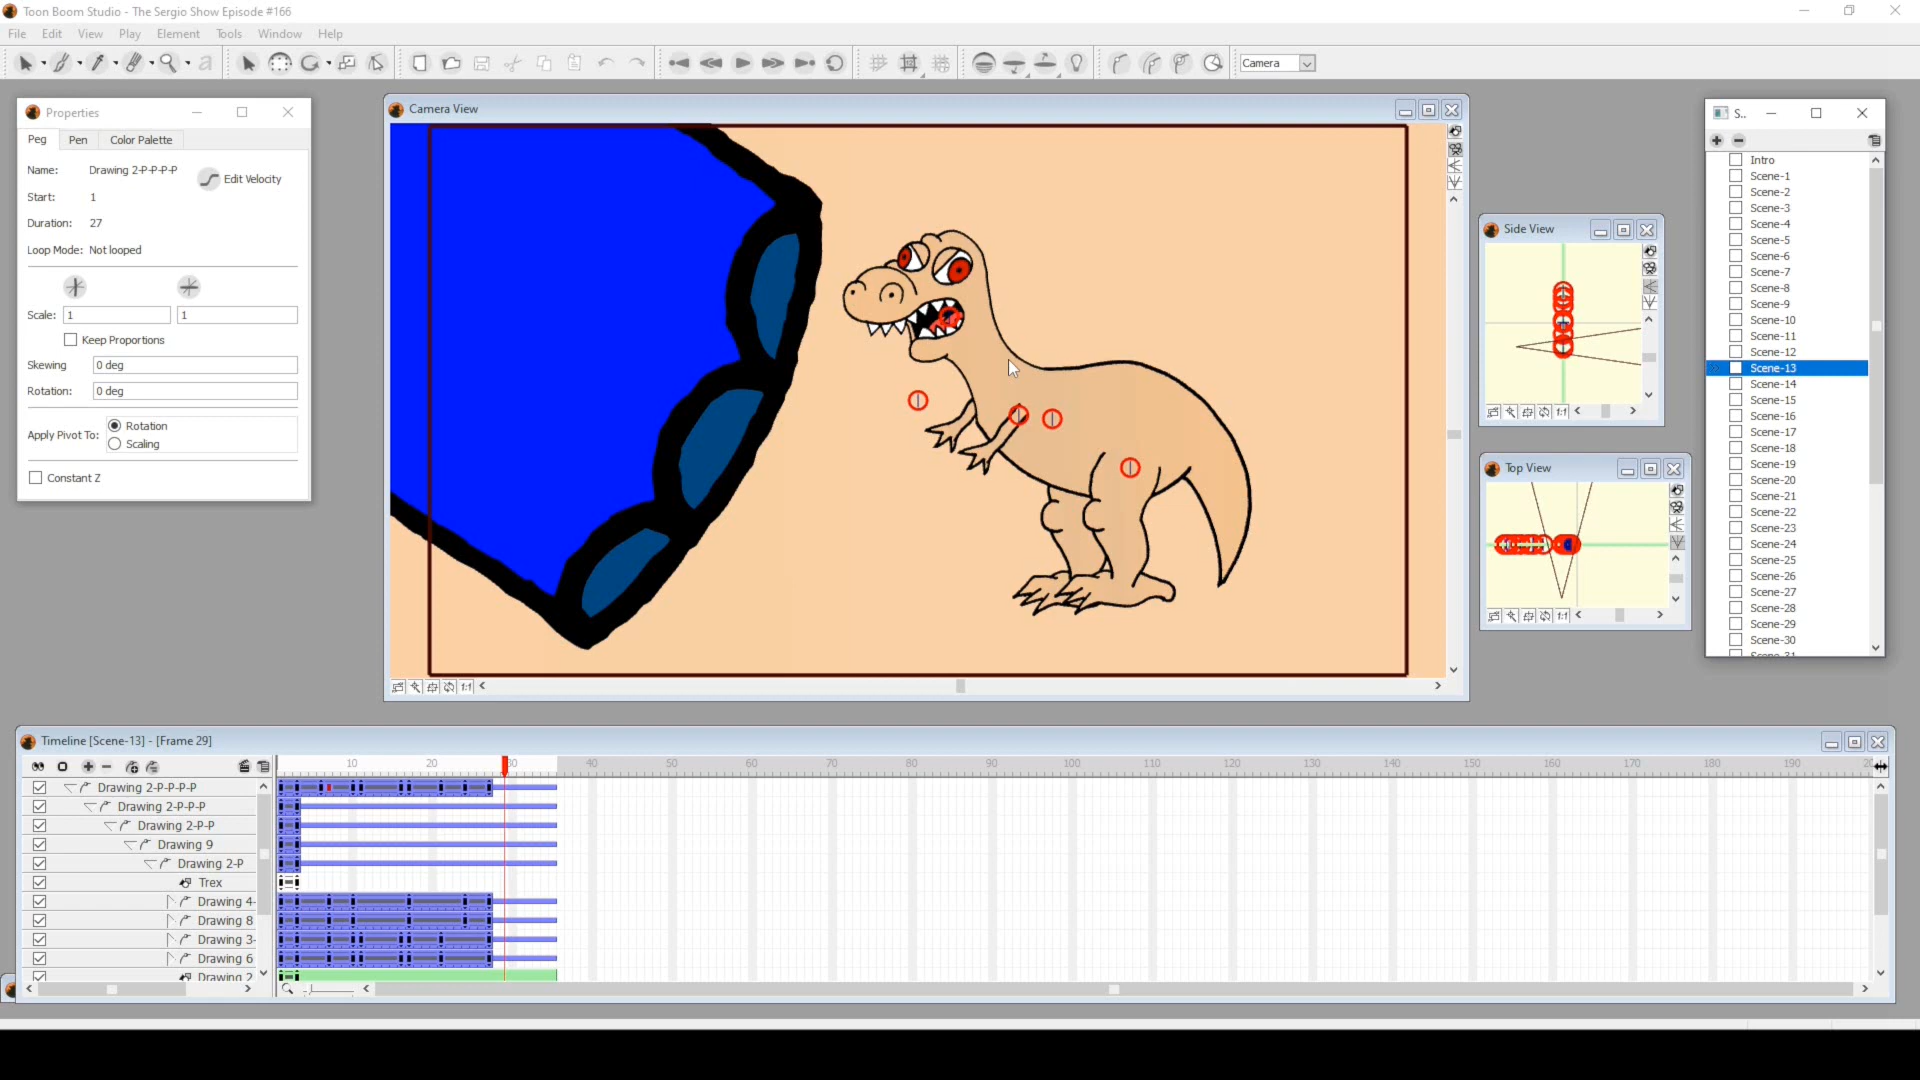 Toon Boom Studio - The Sergio Show Episode #166
File Edit View Play Element Tools Window Help
Camera
Properties
Peg Pen Color Palette
Name: Drawing 2-P-P-P-P
Edit Velocity
Start: 1
Duration: 27
Loop Mode: Not looped
Scale: 1 1
Keep Proportions
Skewing 0 deg
Rotation: 0 deg
Apply Pivot To: Rotation
Scaling
Constant Z
Camera View
1:1
Side View
1:1
Top View
1:1
S..
Intro
Scene-1
Scene-2
Scene-3
Scene-4
Scene-5
Scene-6
Scene-7
Scene-8
Scene-9
Scene-10
Scene-11
Scene-12
Scene-13
Scene-14
Scene-15
Scene-16
Scene-17
Scene-18
Scene-19
Scene-20
Scene-21
Scene-22
Scene-23
Scene-24
Scene-25
Scene-26
Scene-27
Scene-28
Scene-29
Scene-30
Scene-31
Timeline [Scene-13] - [Frame 29]
10 20 30 40 50 60 70 80 90 100 110 120 130 140 150 160 170 180 190
Drawing 2-P-P-P-P
Drawing 2-P-P-P
Drawing 2-P-P
Drawing 9
Drawing 2-P
Trex
Drawing 4-
Drawing 8
Drawing 3-
Drawing 6
Drawing 2